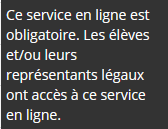 Ce service en ligne est
obligatoire. Les élèves
et/ou leurs
représentants légaux
ont accès à ce service
en ligne.